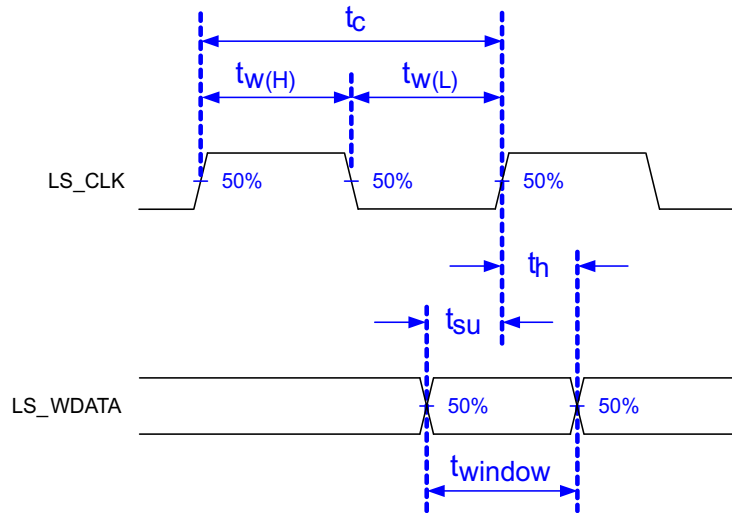 tc
tw(H) tw(L)
LS_CLK 50% 50% 50%
th
tsu
LS_WDATA 50% 50%
twindow